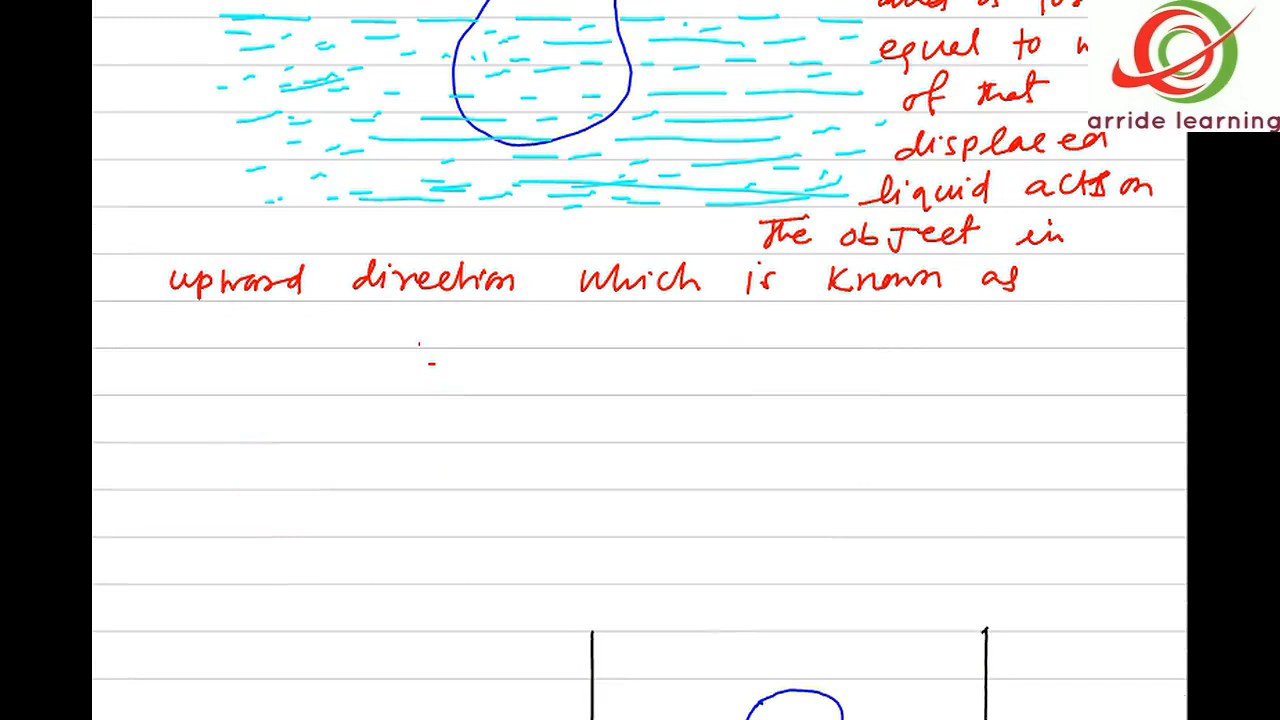 equal to
of that
arride learning
displaced
liquid acts on
The object in
upward direction which is known as